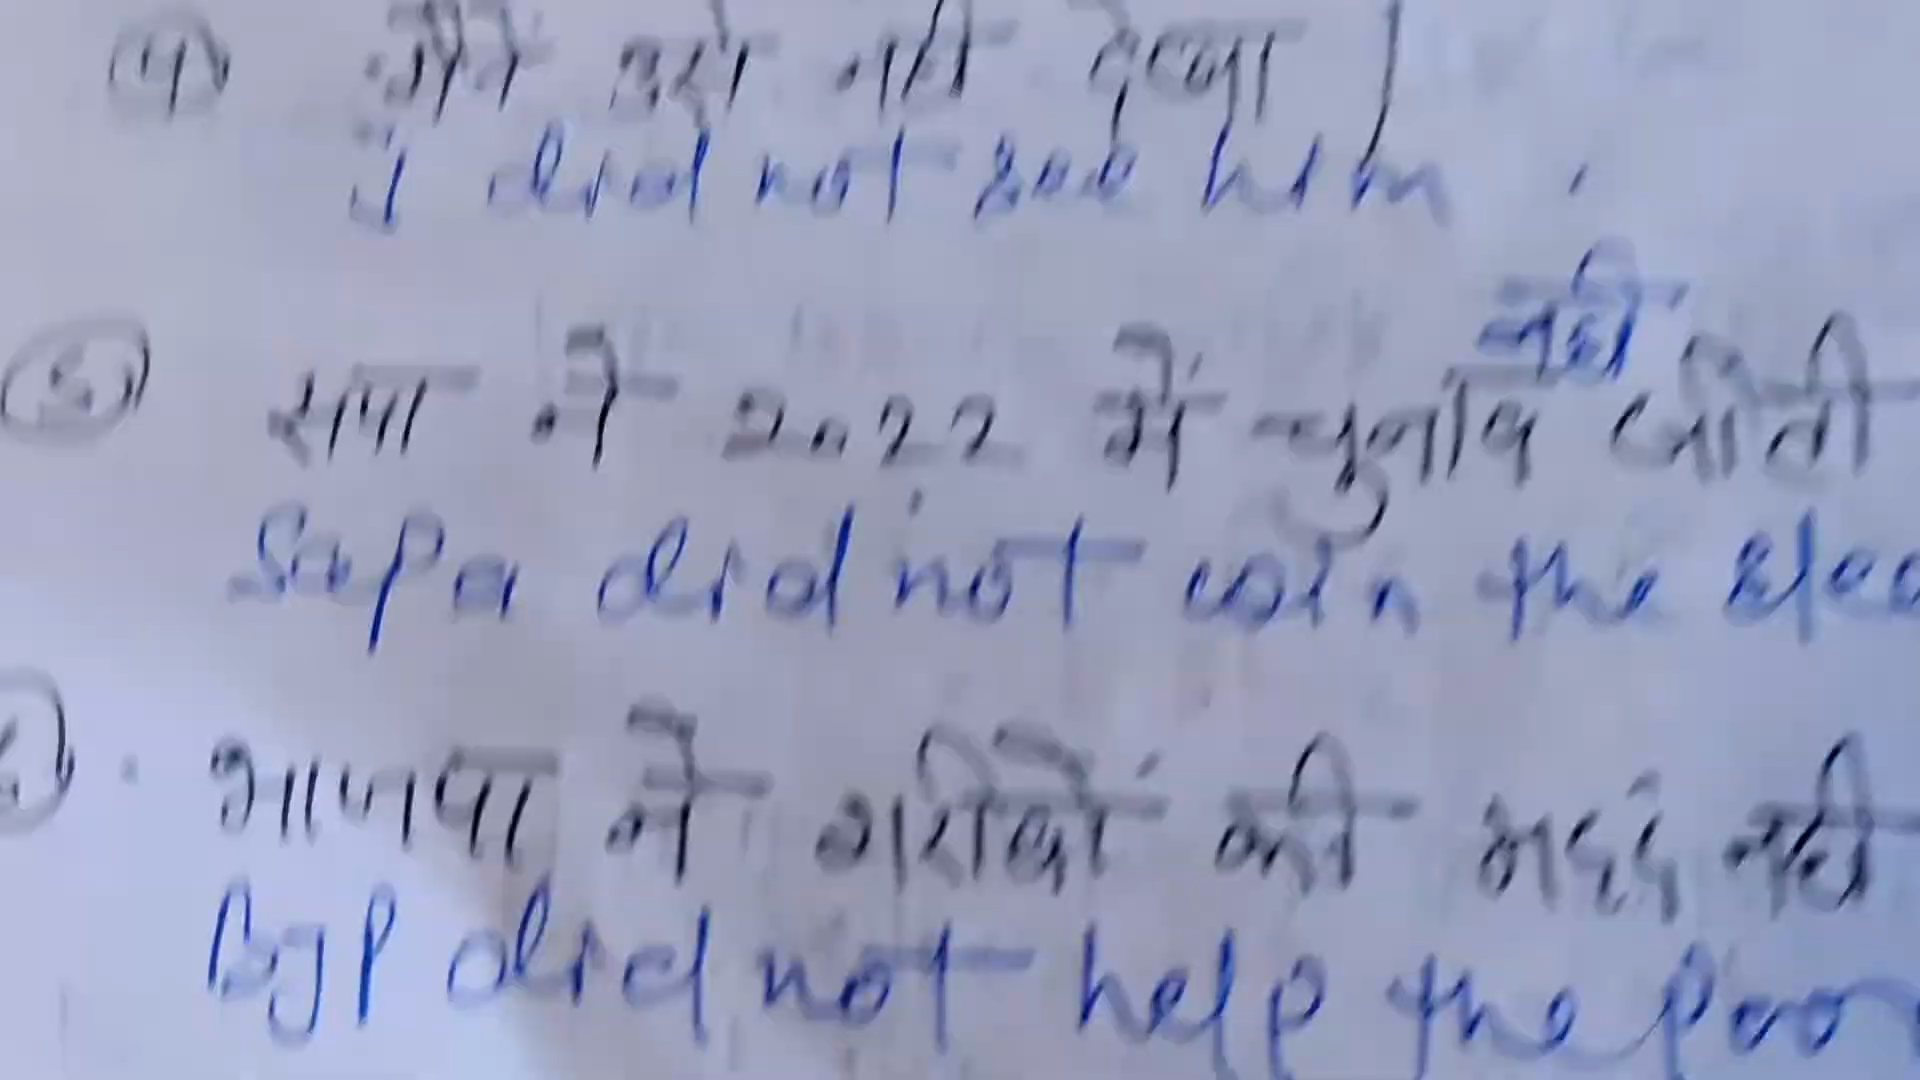 (4) मैने उसे नही देखा |
i did not see him .
(5) सपा ने 2022 में चुनाव नही जीती
Sapa did not win the elec
भाजपा ने गरीबों की मदद नही
BJP did not help the poor